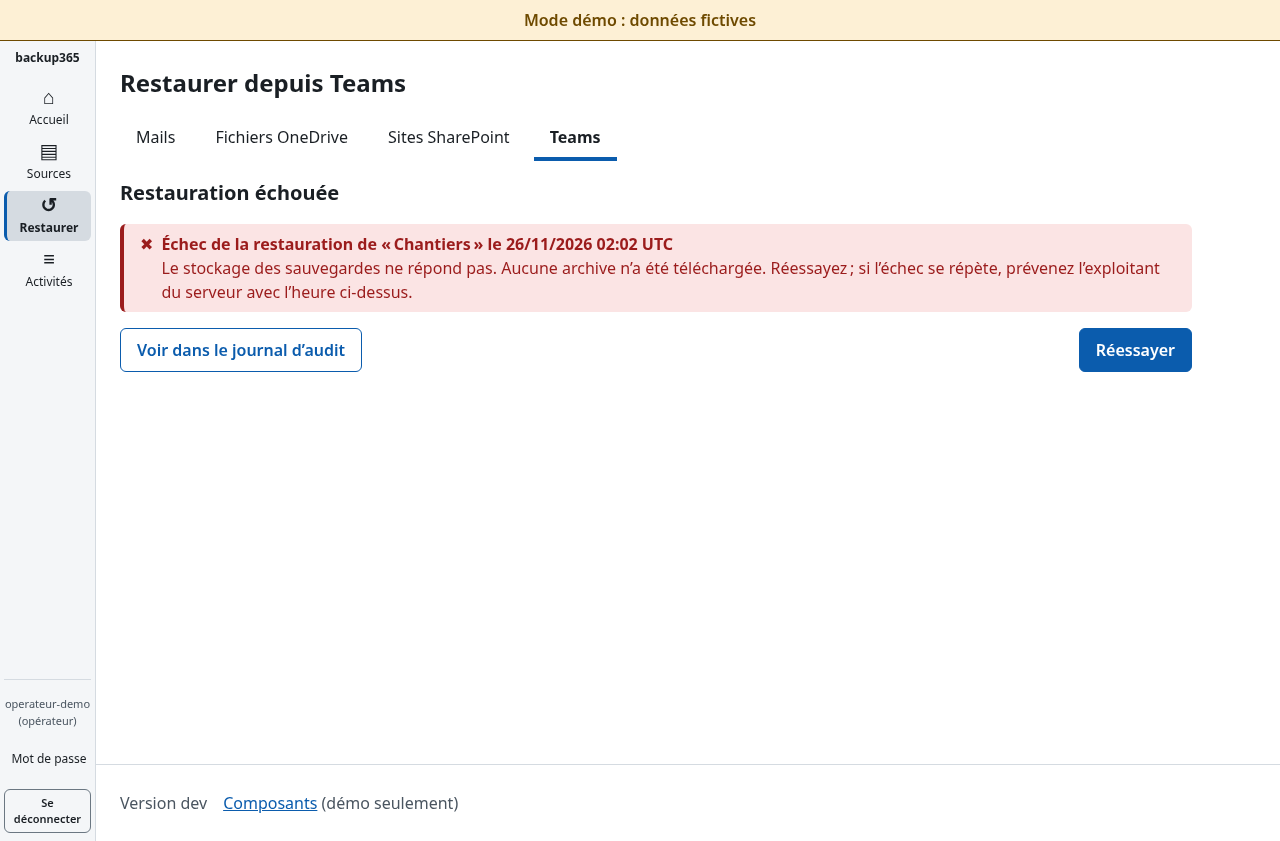 Mode démo : données fictives
backup365
Accueil
Sources
Restaurer
Activités
operateur-demo
(opérateur)
Mot de passe
Se
déconnecter
Restaurer depuis Teams
Mails
Fichiers OneDrive
Sites SharePoint
Teams
Restauration échouée
✖ Échec de la restauration de « Chantiers » le 26/11/2026 02:02 UTC
Le stockage des sauvegardes ne répond pas. Aucune archive n’a été téléchargée. Réessayez ; si l’échec se répète, prévenez l’exploitant
du serveur avec l’heure ci-dessus.
Voir dans le journal d’audit
Réessayer
Version dev Composants (démo seulement)